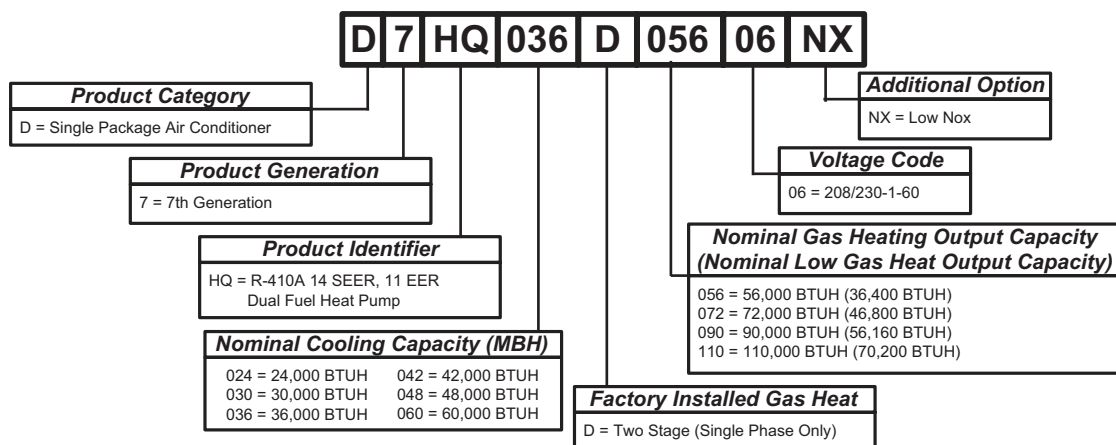 D 7 HQ 036 D 056 06 NX
Product Category
D = Single Package Air Conditioner
Product Generation
7 = 7th Generation
Product Identifier
HQ = R-410A 14 SEER, 11 EER
Dual Fuel Heat Pump
Nominal Cooling Capacity (MBH)
024 = 24,000 BTUH 042 = 42,000 BTUH
030 = 30,000 BTUH 048 = 48,000 BTUH
036 = 36,000 BTUH 060 = 60,000 BTUH
Factory Installed Gas Heat
D = Two Stage (Single Phase Only)
Nominal Gas Heating Output Capacity
(Nominal Low Gas Heat Output Capacity)
056 = 56,000 BTUH (36,400 BTUH)
072 = 72,000 BTUH (46,800 BTUH)
090 = 90,000 BTUH (56,160 BTUH)
110 = 110,000 BTUH (70,200 BTUH)
Voltage Code
06 = 208/230-1-60
Additional Option
NX = Low Nox